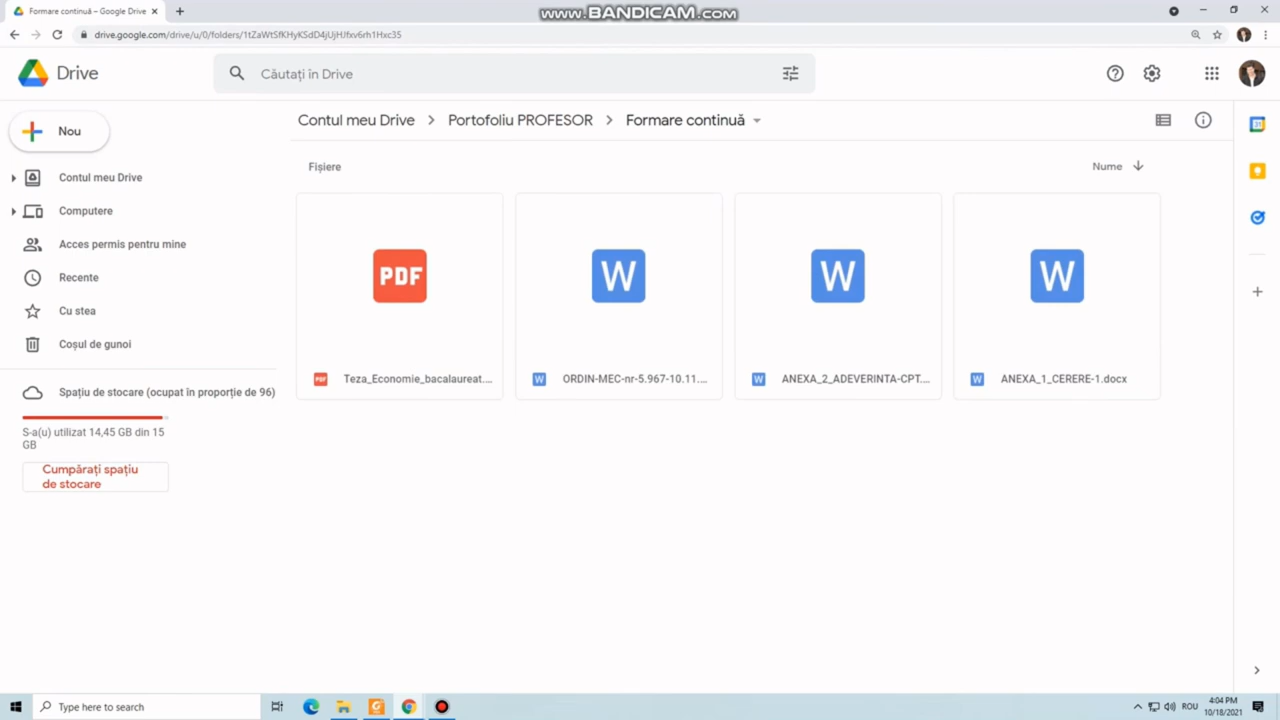 Formare continuă – Google Drive
www.BANDICAM.com
drive.google.com/drive/u/0/folders/1tZaWtSfKHyKSdD4jUjHJfxv6rh1Hxc35
Drive
Căutați în Drive
Nou
Contul meu Drive
Portofoliu PROFESOR
Formare continuă
Contul meu Drive
Computere
Acces permis pentru mine
Recente
Cu stea
Coșul de gunoi
Spațiu de stocare (ocupat în proporție de 96)
S-a(u) utilizat 14,45 GB din 15
GB
Cumpărați spațiu
de stocare
Fișiere
Nume
PDF
W
W
W
PDF Teza_Economie_bacalaureat....
W ORDIN-MEC-nr-5.967-10.11....
W ANEXA_2_ADEVERINTA-CPT....
W ANEXA_1_CERERE-1.docx
31
Type here to search
ROU
4:04 PM
10/18/2021